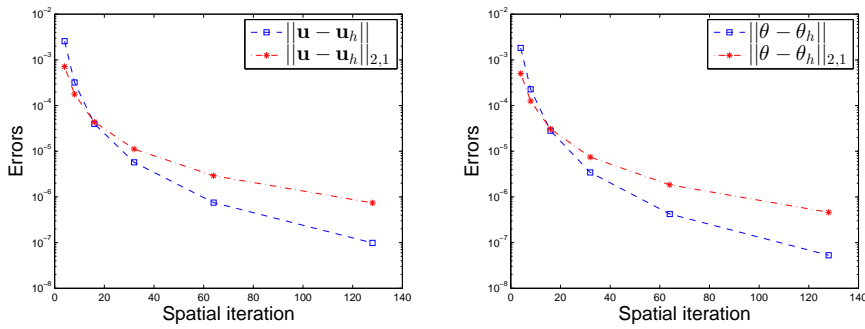 10^{-2}
10^{-3}
10^{-4}
10^{-5}
10^{-6}
10^{-7}
10^{-8}
Errors
0 20 40 60 80 100 120 140
Spatial iteration
||u − u_h||
||u − u_h||_{2,1}
10^{-2}
10^{-3}
10^{-4}
10^{-5}
10^{-6}
10^{-7}
10^{-8}
Errors
0 20 40 60 80 100 120 140
Spatial iteration
||θ − θ_h||
||θ − θ_h||_{2,1}